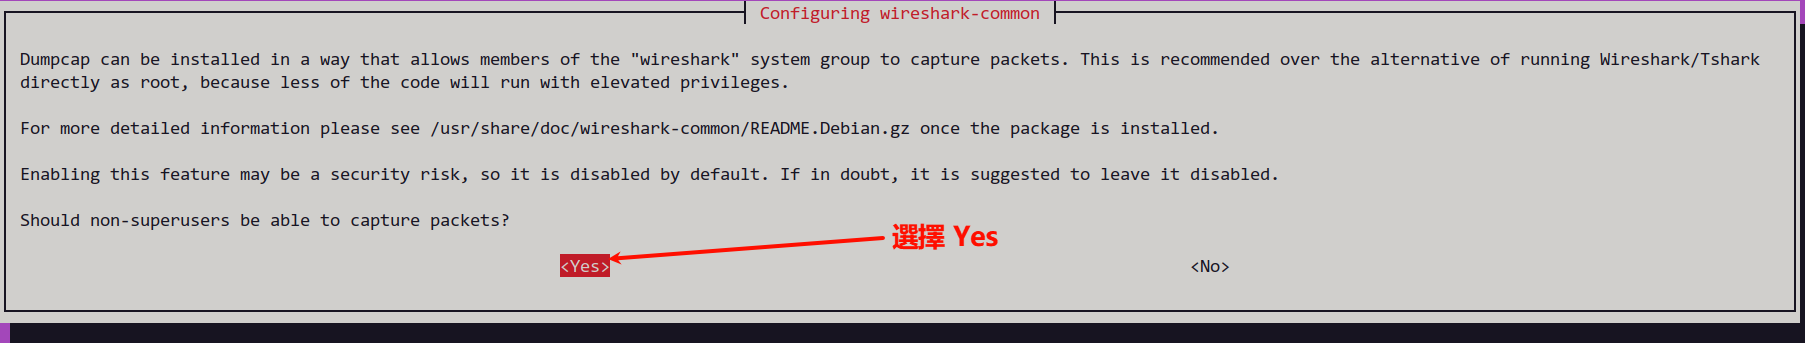 Configuring wireshark-common
Dumpcap can be installed in a way that allows members of the "wireshark" system group to capture packets. This is recommended over the alternative of running Wireshark/Tshark
directly as root, because less of the code will run with elevated privileges.
For more detailed information please see /usr/share/doc/wireshark-common/README.Debian.gz once the package is installed.
Enabling this feature may be a security risk, so it is disabled by default. If in doubt, it is suggested to leave it disabled.
Should non-superusers be able to capture packets?
選擇 Yes
<Yes> <No>